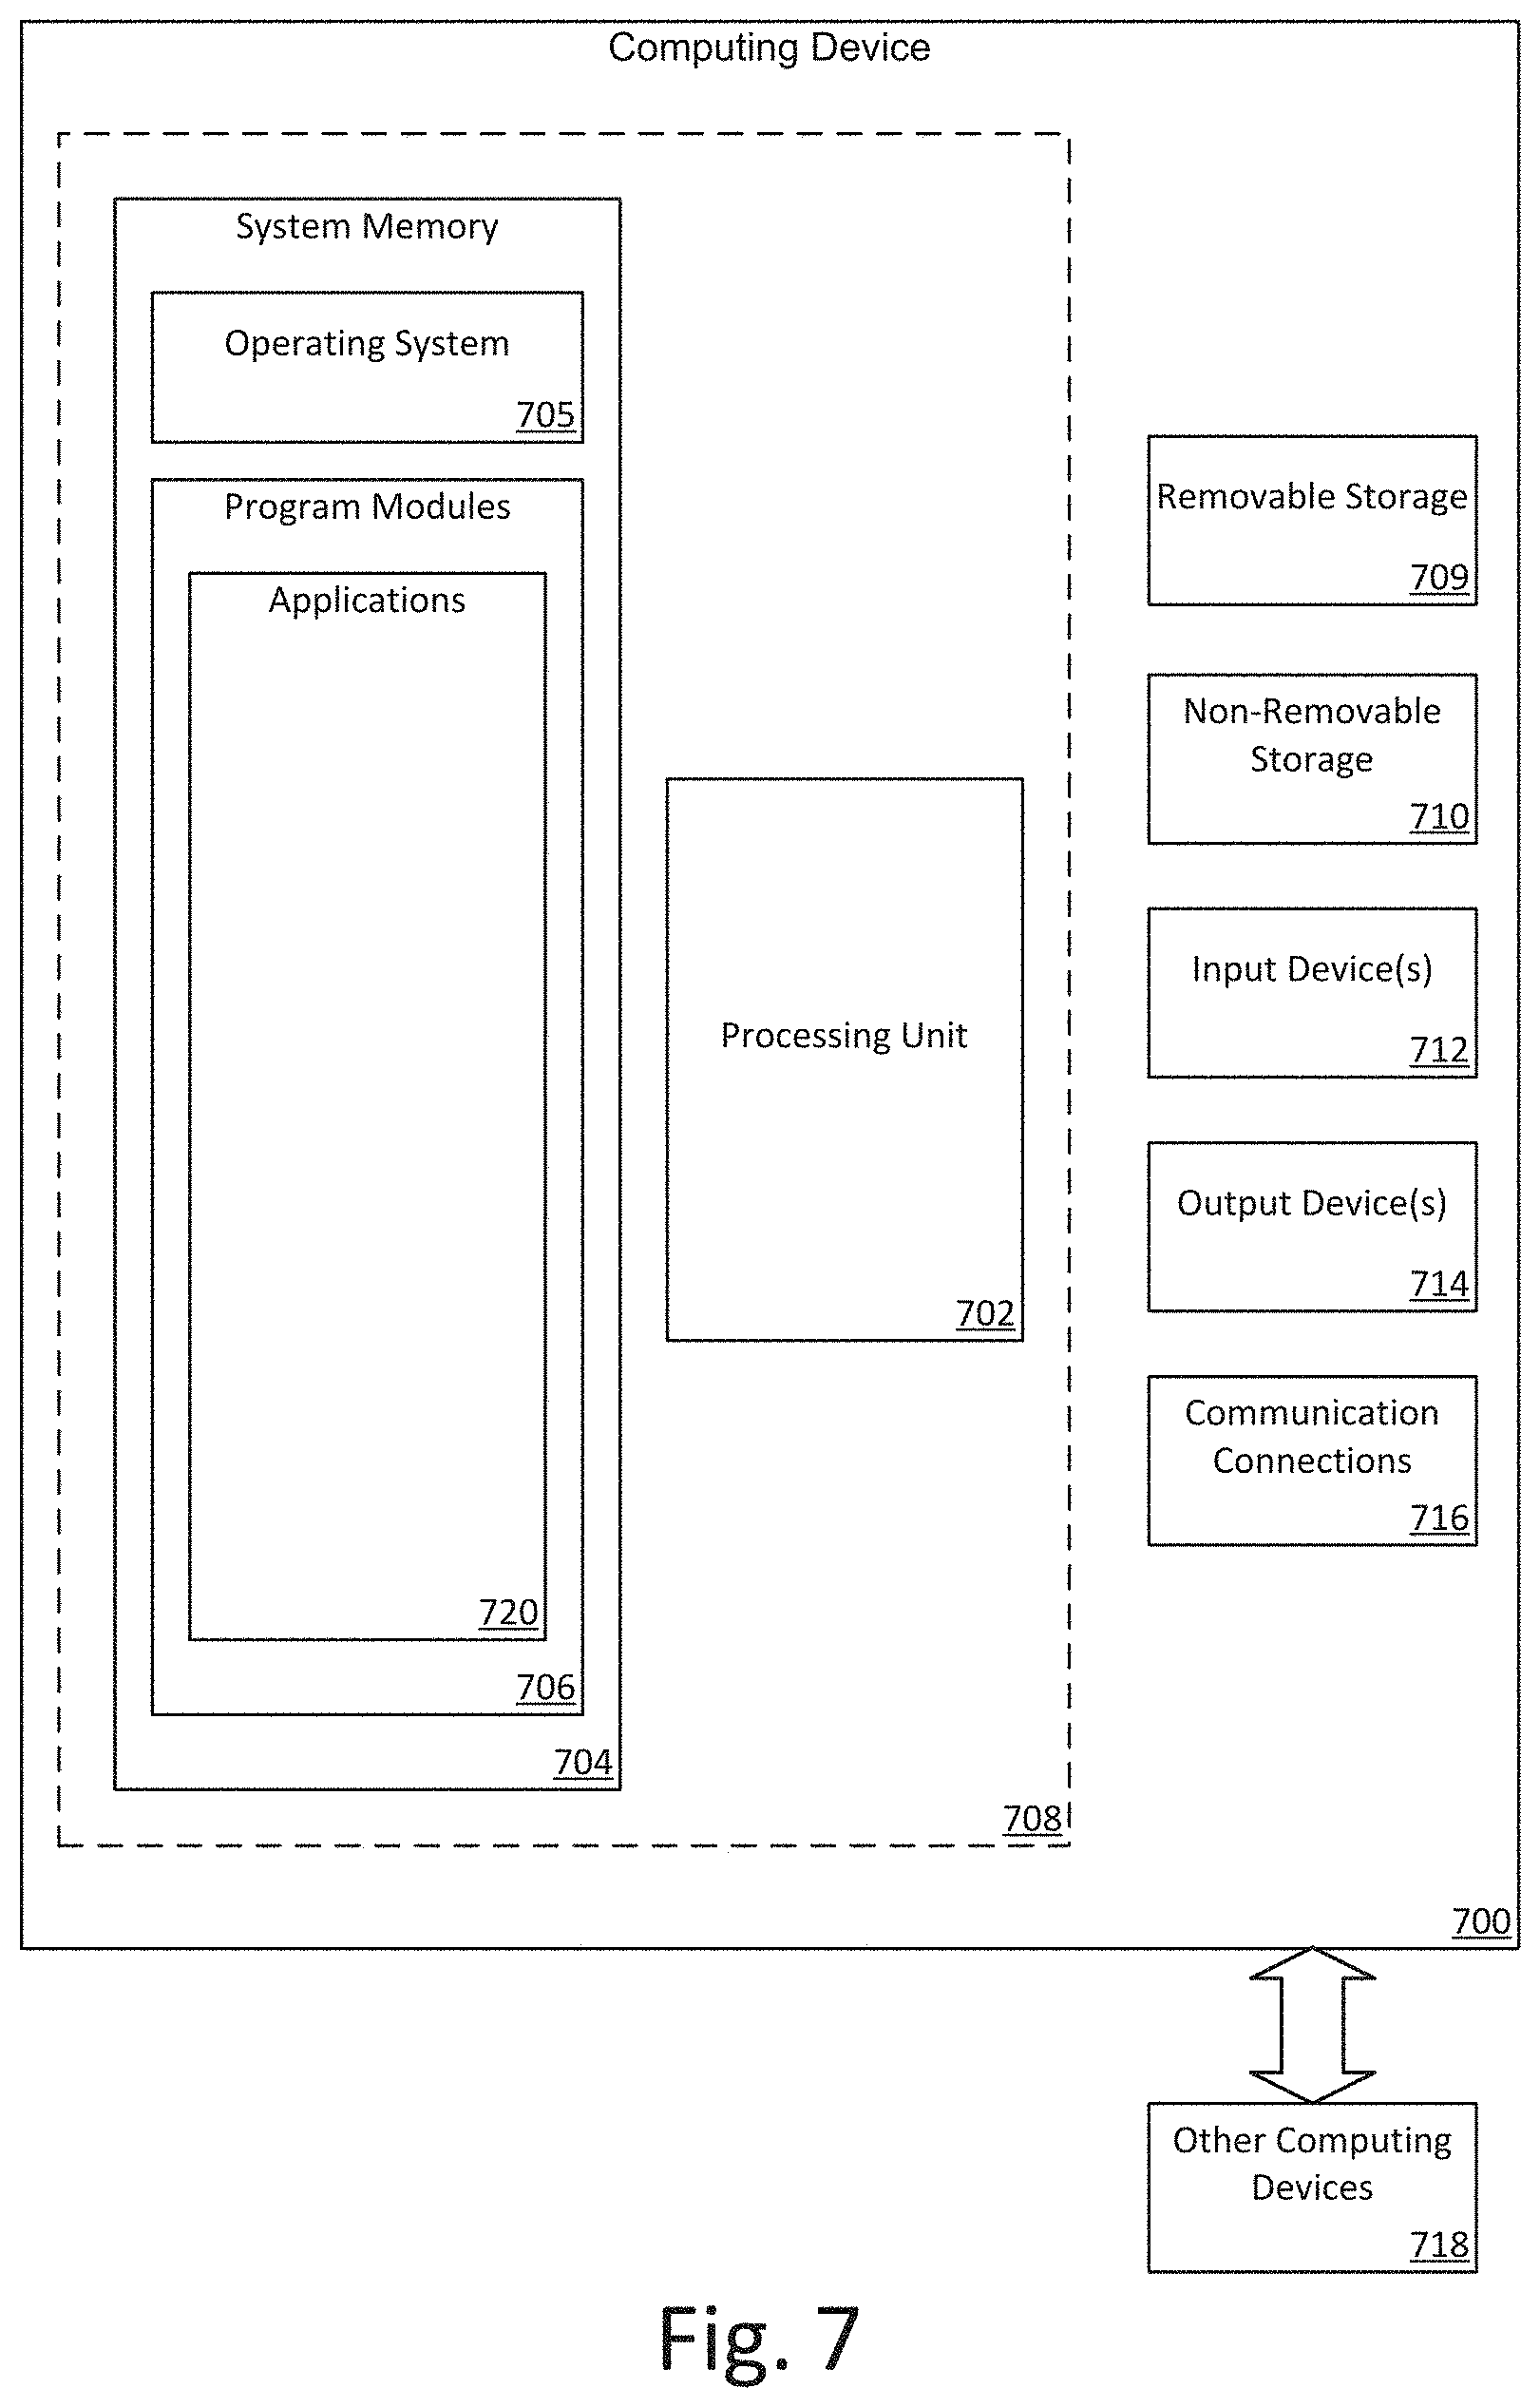 Computing Device
System Memory
Operating System
705
Program Modules
Applications
720
706
704
Processing Unit
702
708
Removable Storage
709
Non-Removable
Storage
710
Input Device(s)
712
Output Device(s)
714
Communication
Connections
716
700
Other Computing
Devices
718
Fig. 7